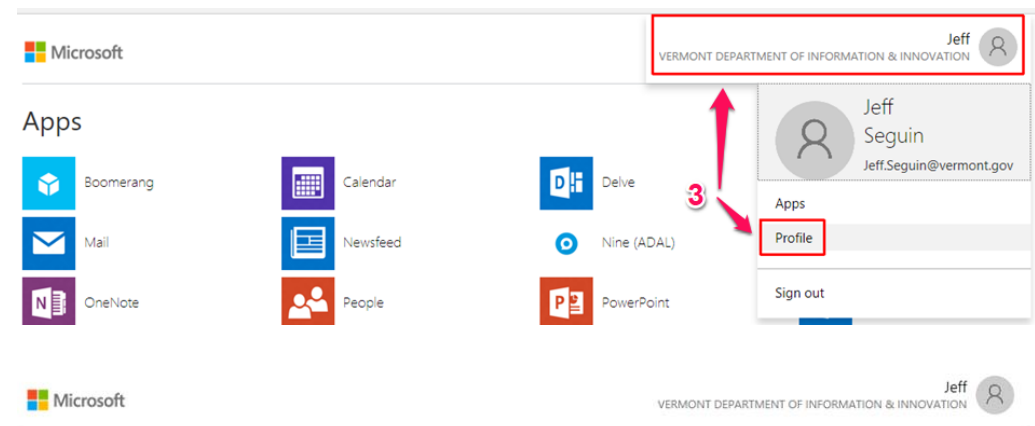 Microsoft
Jeff
VERMONT DEPARTMENT OF INFORMATION & INNOVATION
Apps
Jeff
Seguin
Jeff.Seguin@vermont.gov
Boomerang
Calendar
D
Delve
3
Apps
Mail
Newsfeed
Nine (ADAL)
Profile
N
OneNote
People
P
PowerPoint
Sign out
Microsoft
Jeff
VERMONT DEPARTMENT OF INFORMATION & INNOVATION